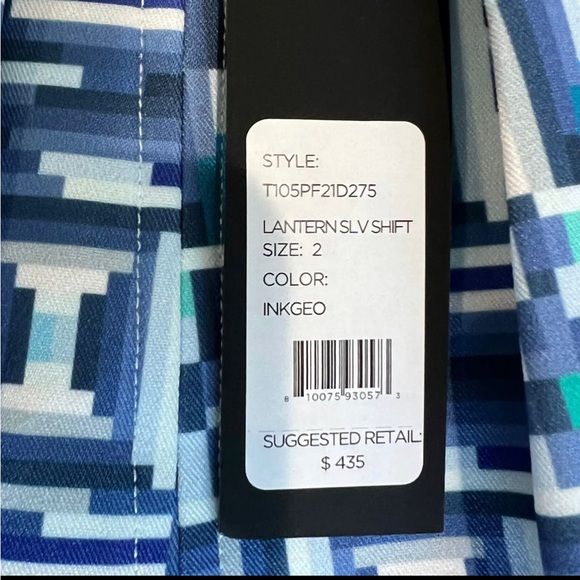 STYLE:
T105PF21D275
LANTERN SLV SHIFT
SIZE: 2
COLOR:
INKGEO
8 10075 93057 3
SUGGESTED RETAIL:
$ 435